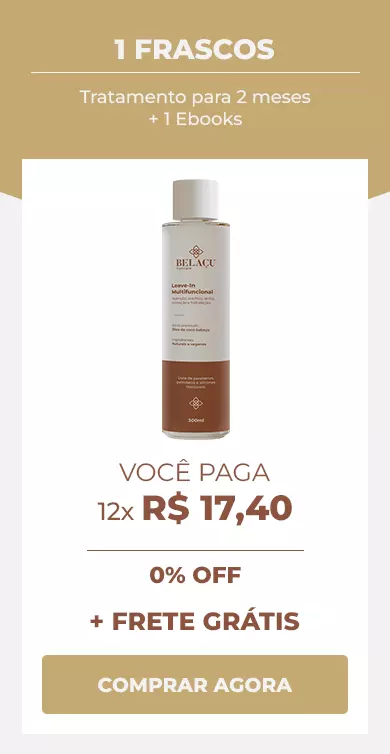 1 FRASCOS
Tratamento para 2 meses
+ 1 Ebooks
BELAÇU
Leave-In
Multifuncional
300ml
VOCÊ PAGA
12x R$ 17,40
0% OFF
+ FRETE GRÁTIS
COMPRAR AGORA